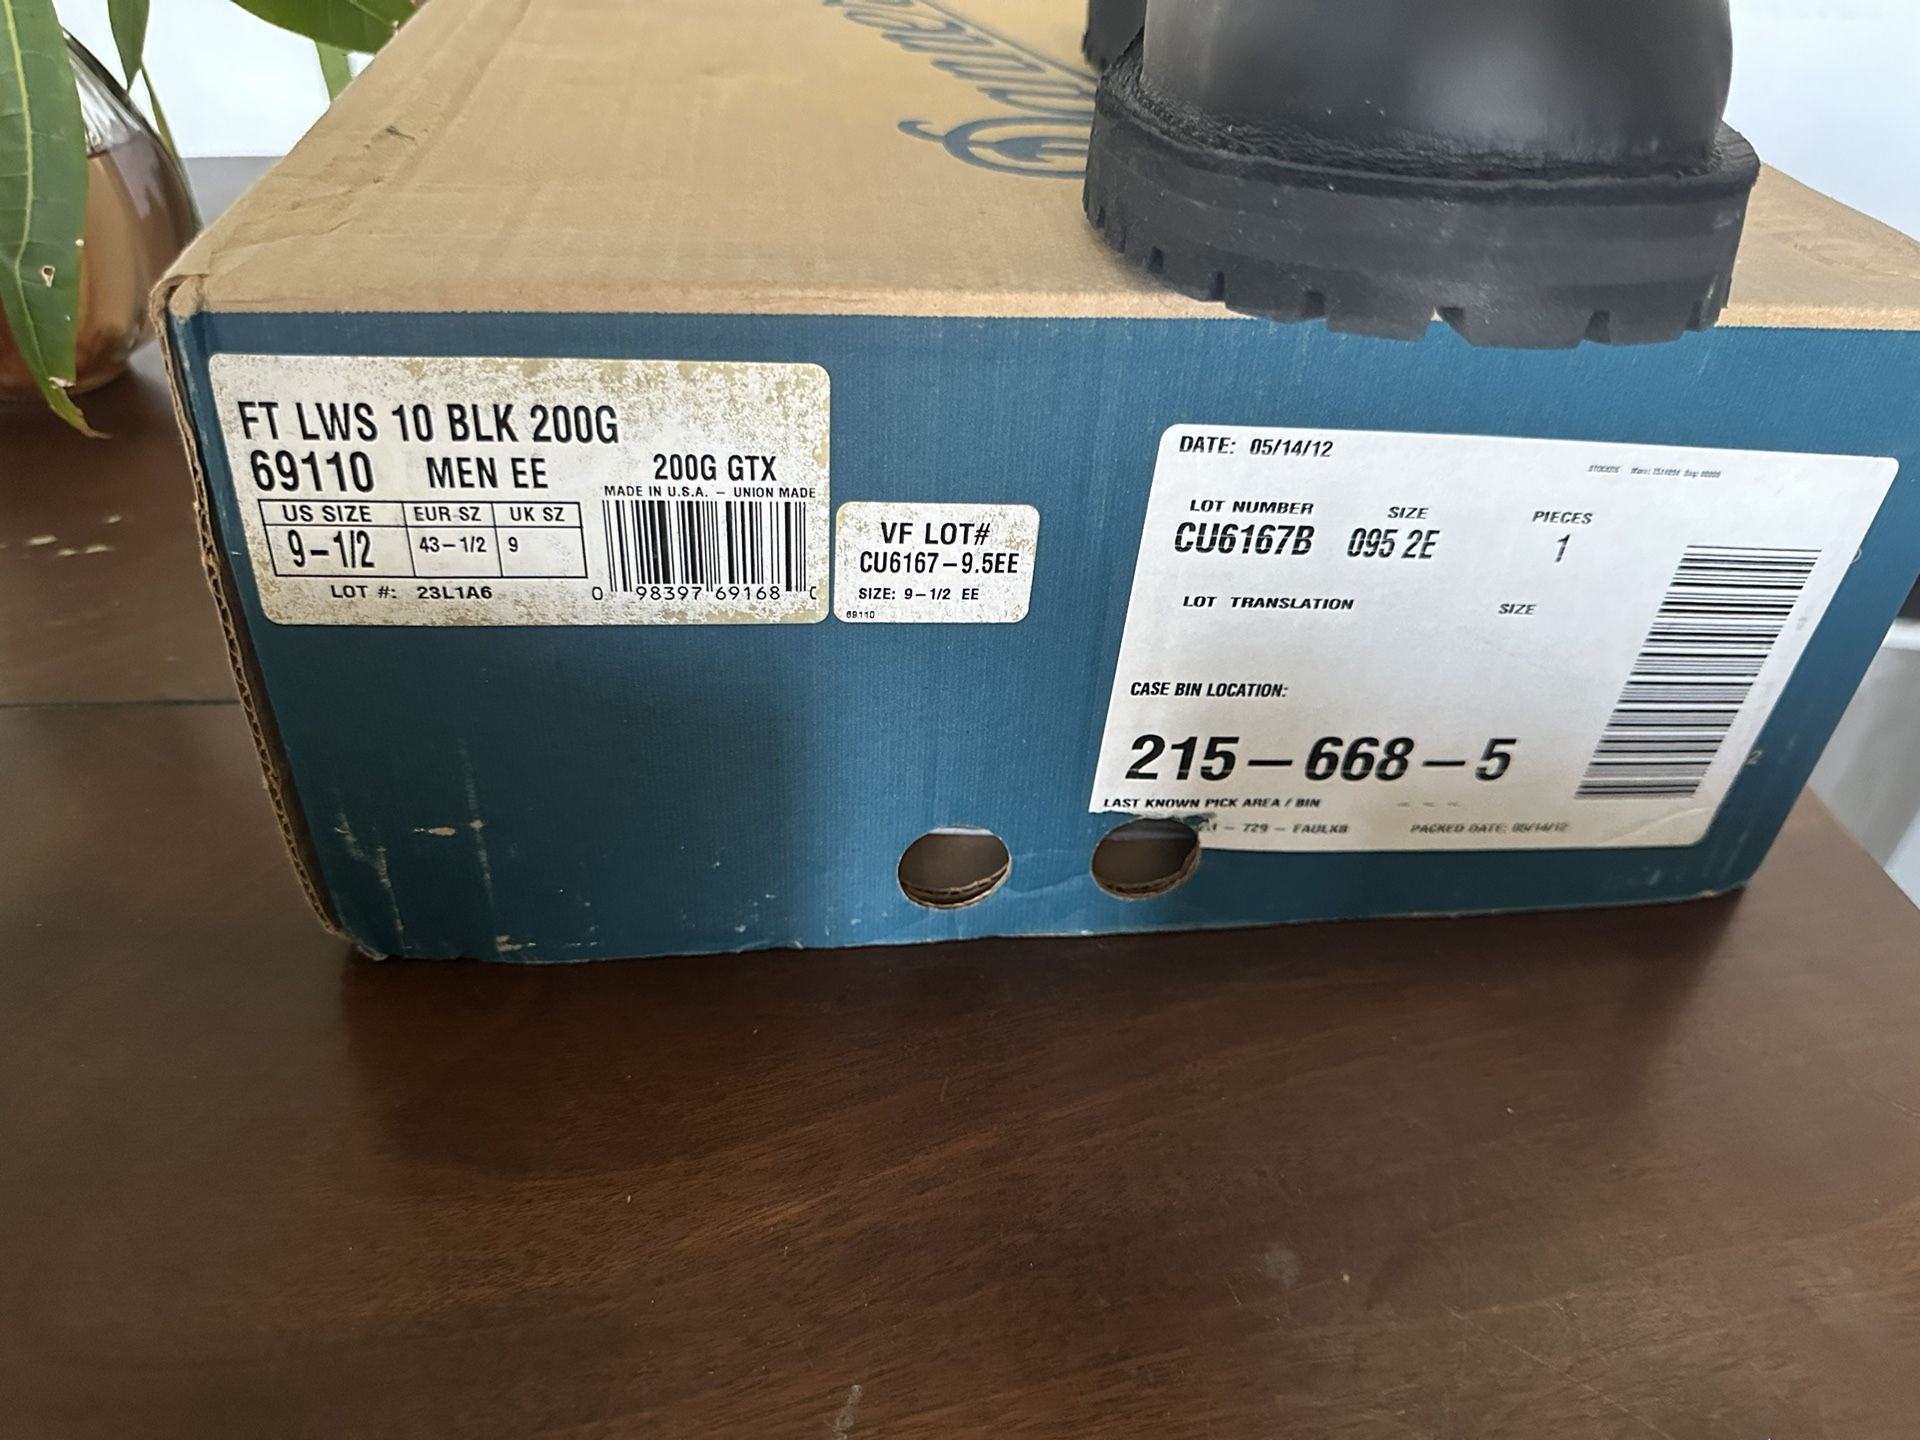 FT LWS 10 BLK 200G
69110 MEN EE
200G GTX
MADE IN U.S.A. – UNION MADE
US SIZE EUR SZ UK SZ
9-1/2 43-1/2 9
LOT #: 23L1A6
0 98397 69168
VF LOT#
CU6167-9.5EE
SIZE: 9-1/2 EE
69110
DATE: 05/14/12
LOT NUMBER SIZE PIECES
CU6167B 095 2E 1
LOT TRANSLATION SIZE
CASE BIN LOCATION:
215-668-5
LAST KNOWN PICK AREA / BIN
- 729 - FAULKB PACKED DATE: 05/14/12